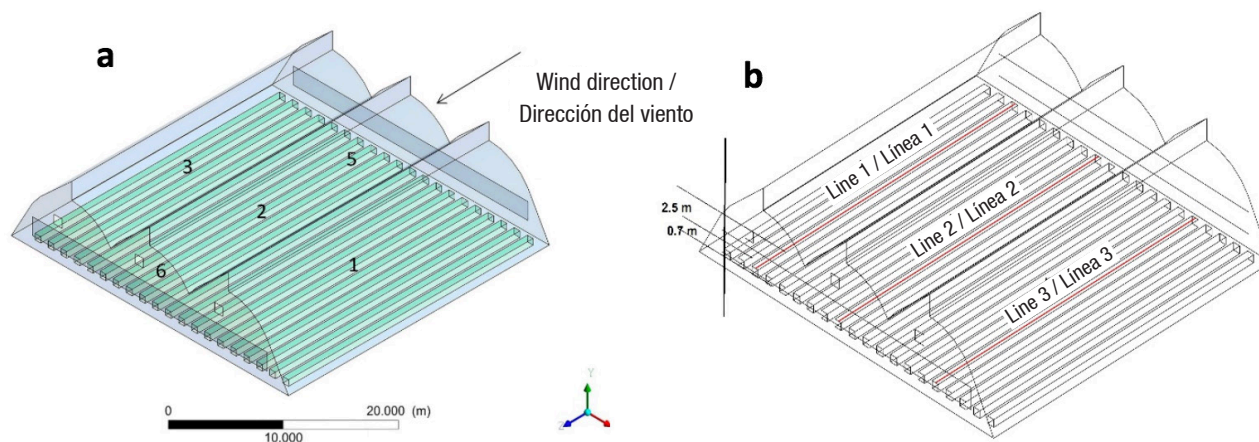 a
Wind direction /
Dirección del viento
3
5
2
1
6
0
20.000 (m)
10.000
Y
Z
b
Line 1 / Línea 1
Line 2 / Línea 2
Line 3 / Línea 3
2.5 m
0.7 m